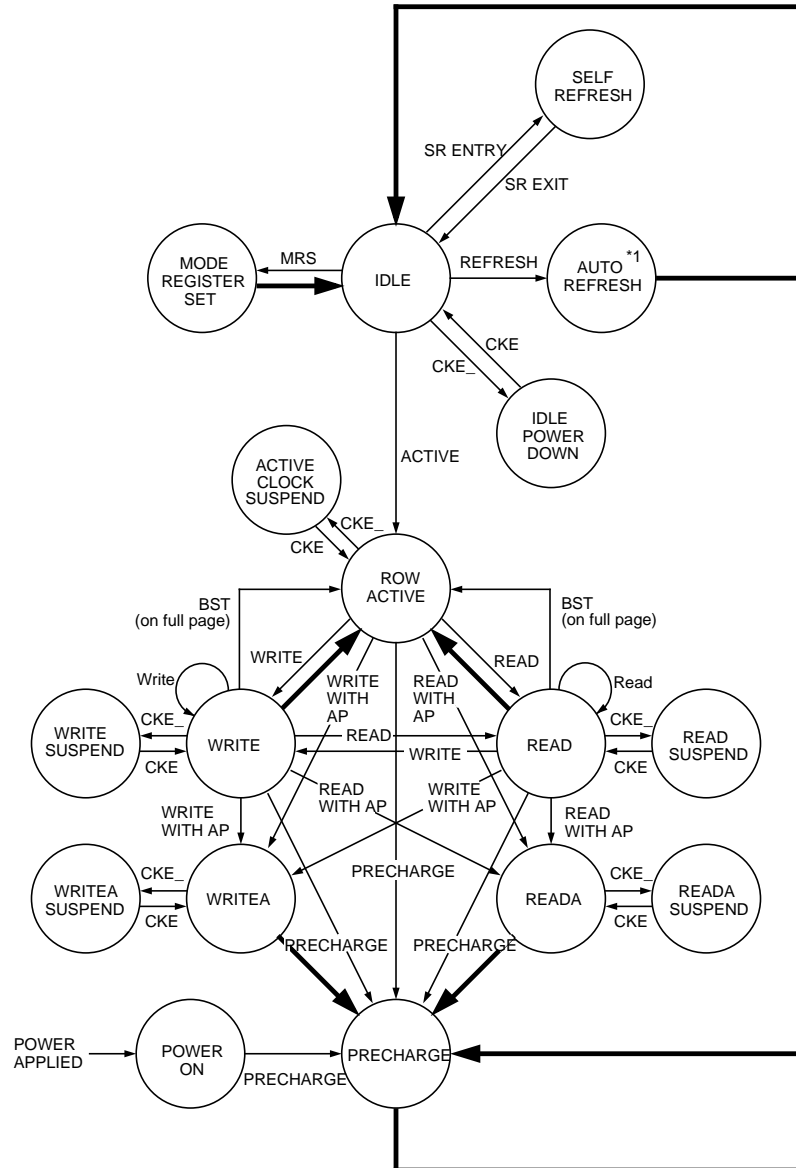 SELF
REFRESH
SR ENTRY
SR EXIT
MODE
REGISTER
SET
MRS
IDLE
REFRESH
AUTO *1
REFRESH
CKE
CKE_
IDLE
POWER
DOWN
ACTIVE
ACTIVE
CLOCK
SUSPEND
CKE_
CKE
ROW
ACTIVE
BST
(on full page)
BST
(on full page)
WRITE
READ
WRITE
WITH
AP
READ
WITH
AP
Write
Read
WRITE
SUSPEND
CKE_
CKE
WRITE
READ
WRITE
READ
CKE_
CKE
READ
SUSPEND
WRITE
WITH AP
READ
WITH AP
WRITE
WITH AP
READ
WITH AP
WRITEA
SUSPEND
CKE_
CKE
WRITEA
PRECHARGE
READA
CKE_
CKE
READA
SUSPEND
PRECHARGE
PRECHARGE
POWER
APPLIED
POWER
ON
PRECHARGE
PRECHARGE